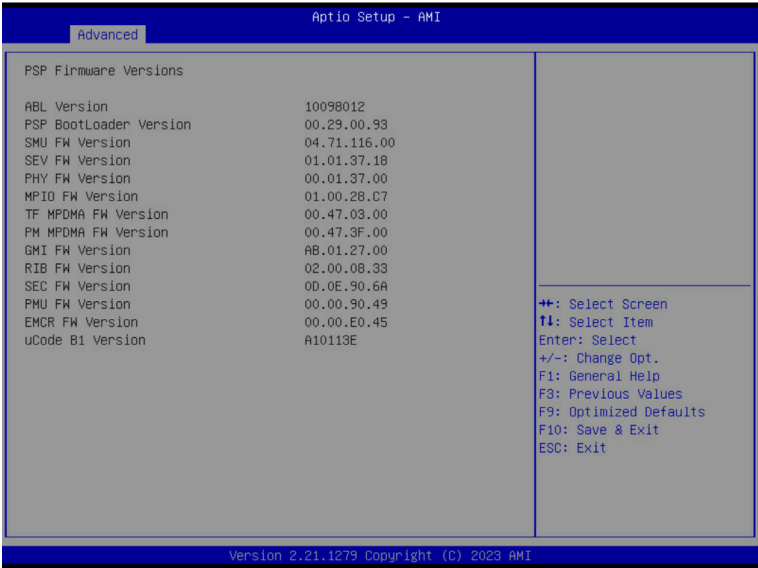 Aptio Setup – AMI
Advanced
PSP Firmware Versions
ABL Version 10098012
PSP BootLoader Version 00.29.00.93
SMU FW Version 04.71.116.00
SEV FW Version 01.01.37.18
PHY FW Version 00.01.37.00
MPIO FW Version 01.00.28.C7
TF MPDMA FW Version 00.47.03.00
PM MPDMA FW Version 00.47.3F.00
GMI FW Version AB.01.27.00
RIB FW Version 02.00.08.33
SEC FW Version 0D.0E.90.6A
PMU FW Version 00.00.90.49
EMCR FW Version 00.00.E0.45
uCode B1 Version A10113E
→←: Select Screen
↑↓: Select Item
Enter: Select
+/-: Change Opt.
F1: General Help
F3: Previous Values
F9: Optimized Defaults
F10: Save & Exit
ESC: Exit
Version 2.21.1279 Copyright (C) 2023 AMI